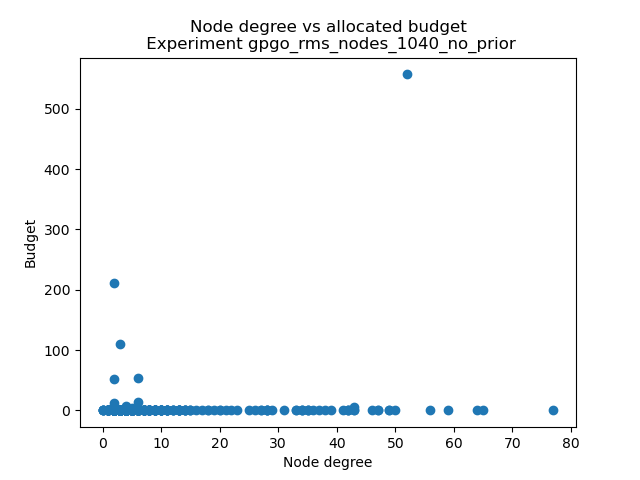 Node degree vs allocated budget
Experiment gpgo_rms_nodes_1040_no_prior
500
400
300
200
100
0
Budget
0 10 20 30 40 50 60 70 80
Node degree